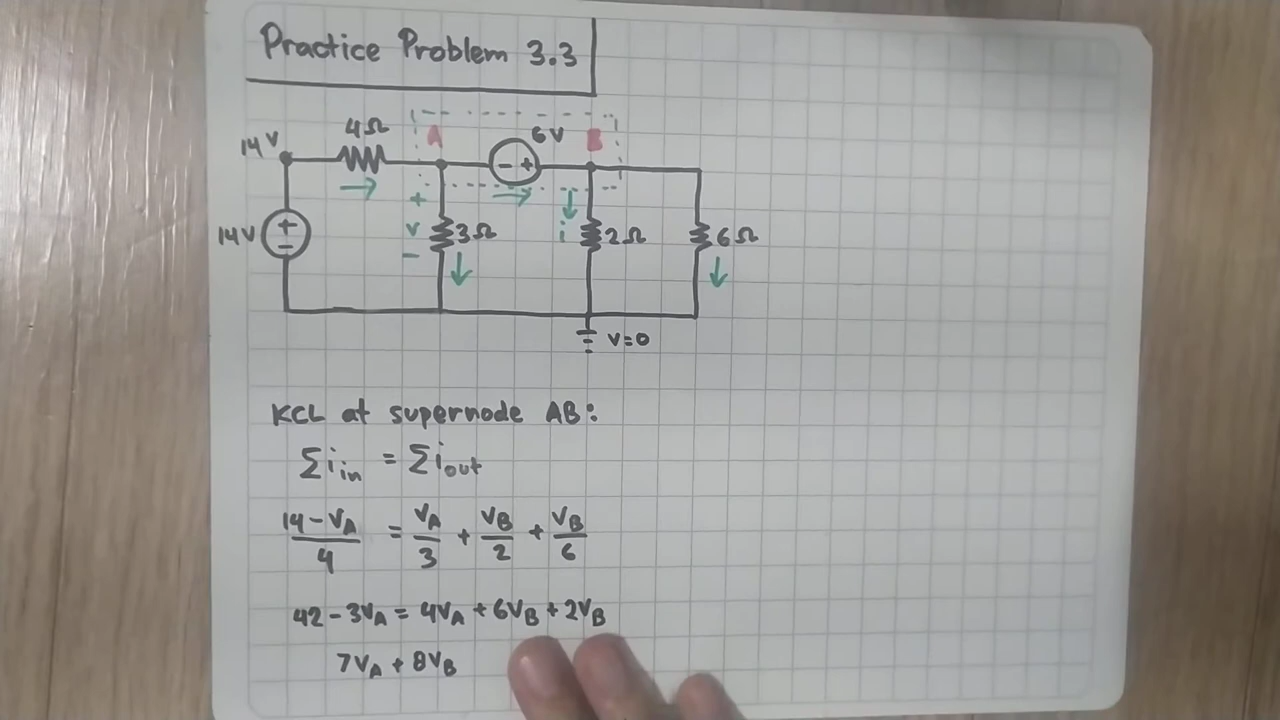 Practice Problem 3.3
14V 4Ω A 6V B
- +
+ v - 3Ω i 2Ω 6Ω
14V + -
v=0
KCL at supernode AB:
Σi_in = Σi_out
(14-V_A)/4 = V_A/3 + V_B/2 + V_B/6
42 - 3V_A = 4V_A + 6V_B + 2V_B
7V_A + 8V_B